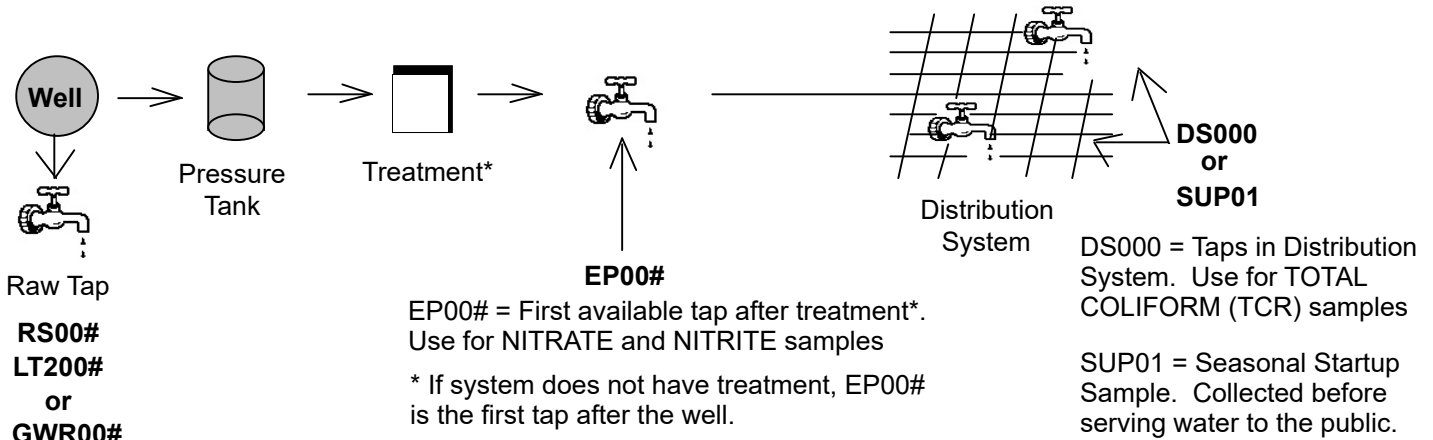 Well
Raw Tap
RS00#
LT200#
or
GWR00#
Pressure
Tank
Treatment*
EP00#
EP00# = First available tap after treatment*.
Use for NITRATE and NITRITE samples
* If system does not have treatment, EP00#
is the first tap after the well.
Distribution
System
DS000
or
SUP01
DS000 = Taps in Distribution
System. Use for TOTAL
COLIFORM (TCR) samples
SUP01 = Seasonal Startup
Sample. Collected before
serving water to the public.